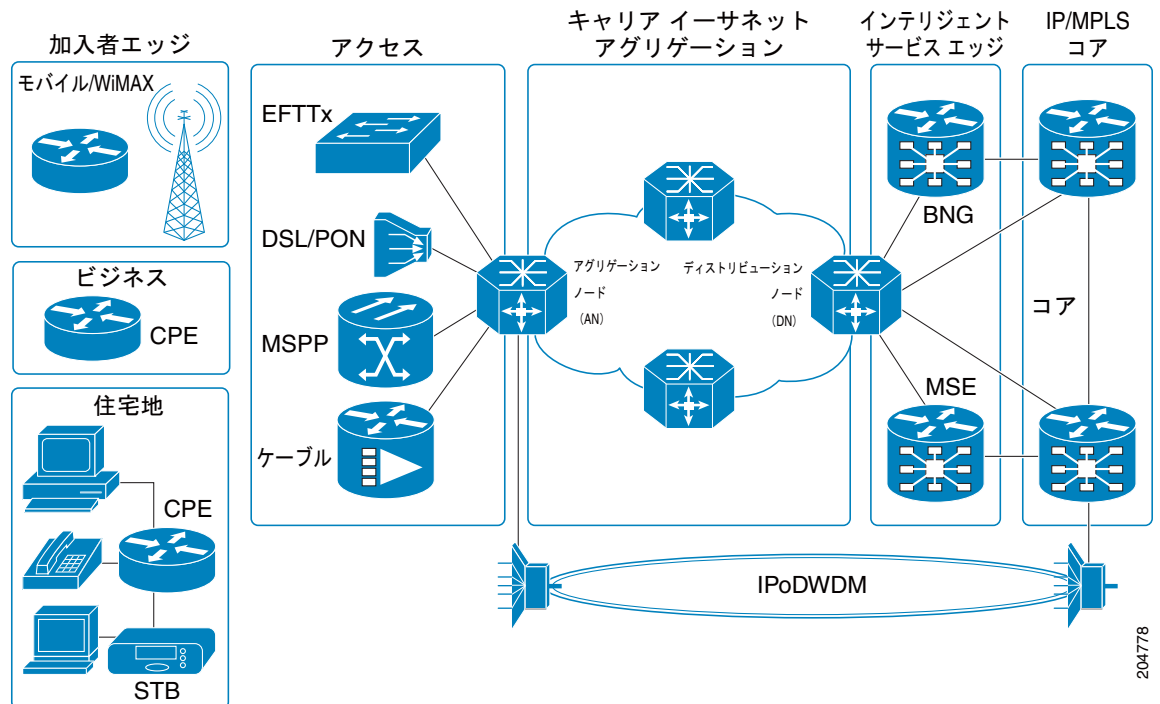 加入者エッジ
モバイル/WiMAX
ビジネス
CPE
住宅地
CPE
STB
アクセス
EFTTx
DSL/PON
MSPP
ケーブル
キャリア イーサネット
アグリゲーション
アグリゲーション
ノード
(AN)
ディストリビューション
ノード
(DN)
インテリジェント
サービス エッジ
BNG
MSE
IP/MPLS
コア
コア
IPoDWDM
204778